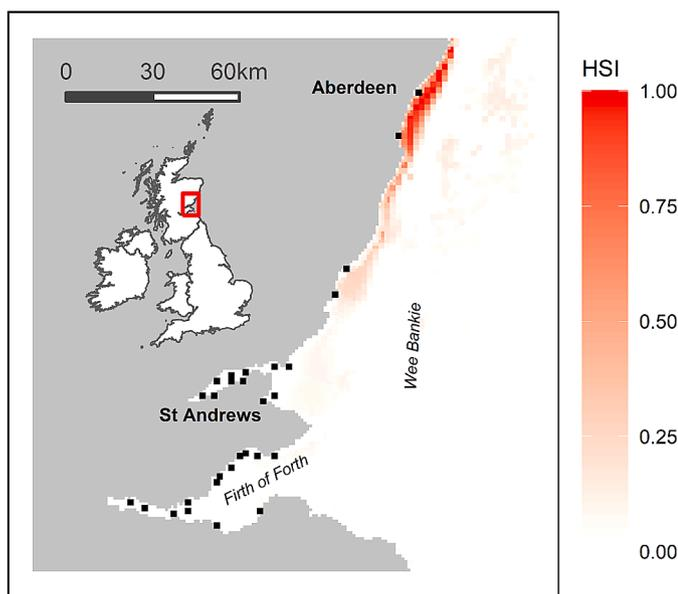 0 30 60km
Aberdeen
Wee Bankie
St Andrews
Firth of Forth
HSI
1.00
0.75
0.50
0.25
0.00